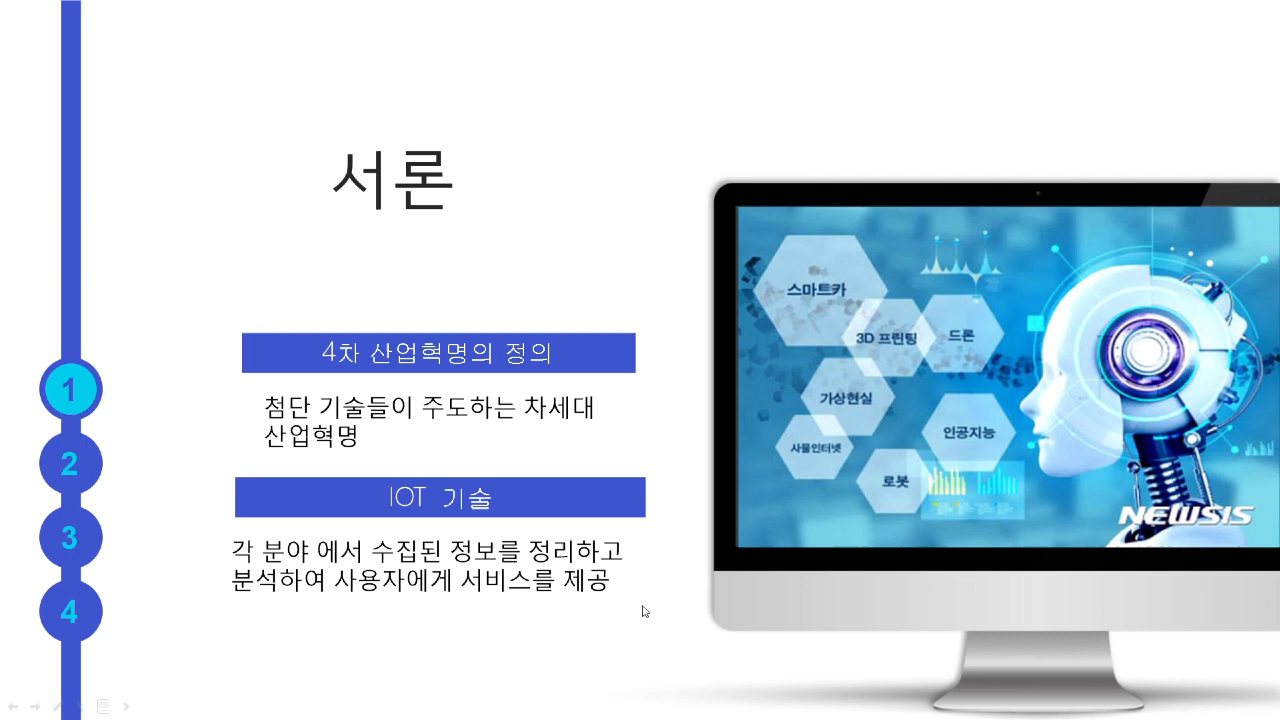 서론
4차 산업혁명의 정의
첨단 기술들이 주도하는 차세대
산업혁명
IOT 기술
각 분야 에서 수집된 정보를 정리하고
분석하여 사용자에게 서비스를 제공
1
2
3
4
스마트카
3D 프린팅
드론
가상현실
인공지능
사물인터넷
로봇
NEWSIS